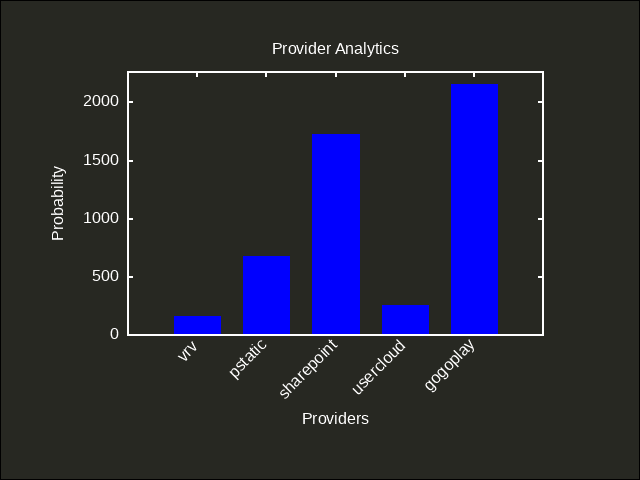 Provider Analytics
Probability
2000
1500
1000
500
0
vrv
pstatic
sharepoint
usercloud
gogoplay
Providers